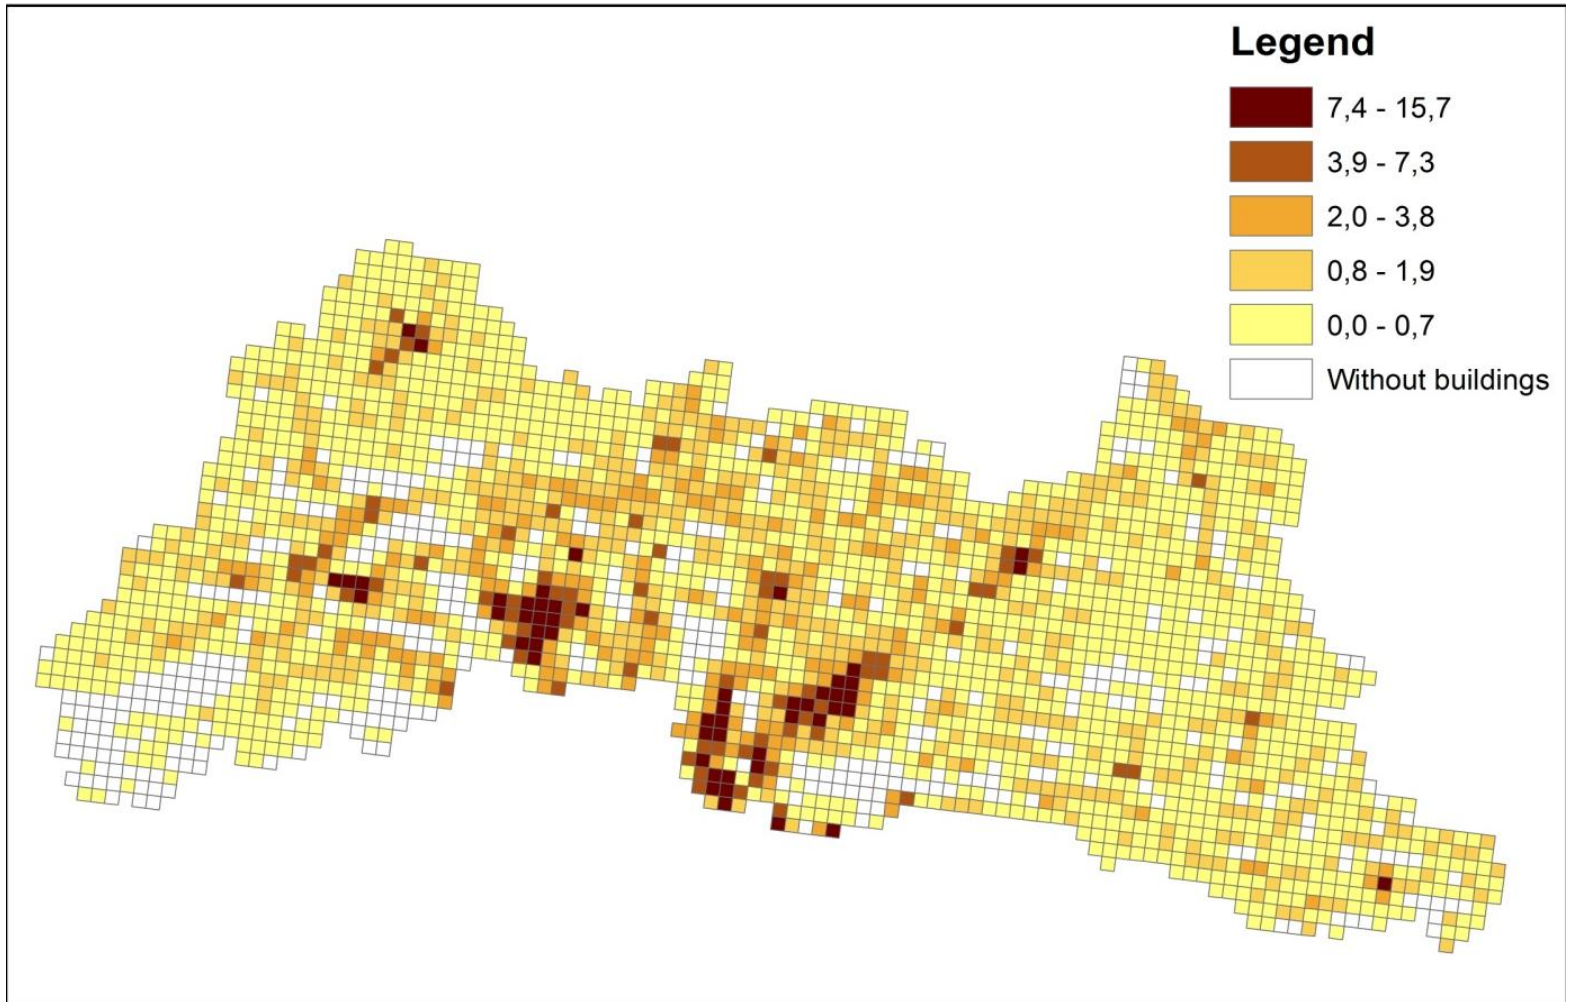 Legend
7,4 - 15,7
3,9 - 7,3
2,0 - 3,8
0,8 - 1,9
0,0 - 0,7
Without buildings